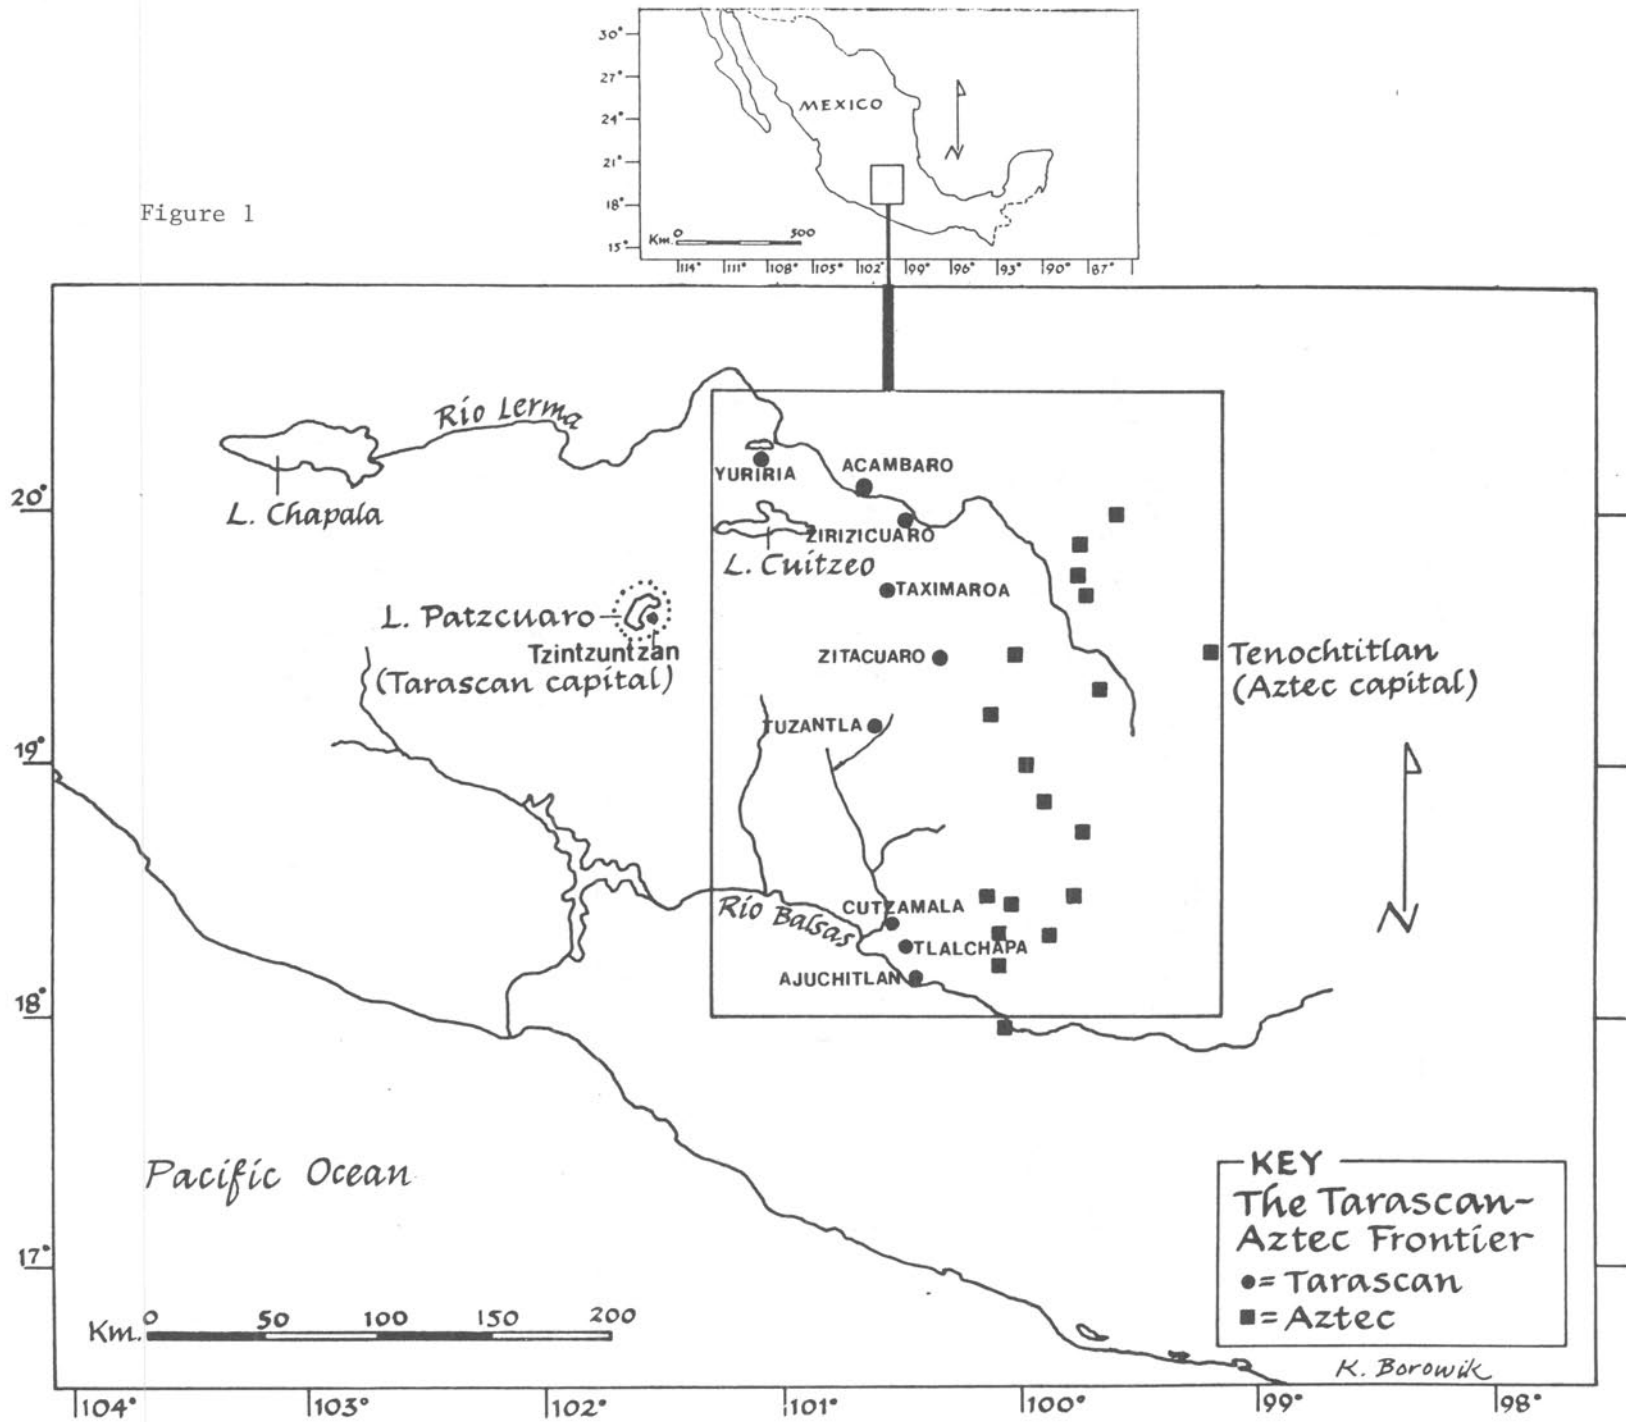 30°
27°
24°
21°
18°
15°
MEXICO
Km. 0 500
114° 111° 108° 105° 102° 99° 96° 93° 90° 87°
Figure 1
Río Lerma
L. Chapala
YURIRIA
ACAMBARO
ZIRIZICUARO
L. Cuitzeo
TAXIMAROA
L. Patzcuaro
Tzintzuntzan
(Tarascan capital)
ZITACUARO
Tenochtitlan
(Aztec capital)
TUZANTLA
CUTZAMALA
Río Balsas
TLALCHAPA
AJUCHITLAN
20°
19°
18°
17°
Pacific Ocean
KEY
The Tarascan-
Aztec Frontier
= Tarascan
= Aztec
Km. 0 50 100 150 200
K. Borowik
104° 103° 102° 101° 100° 99° 98°